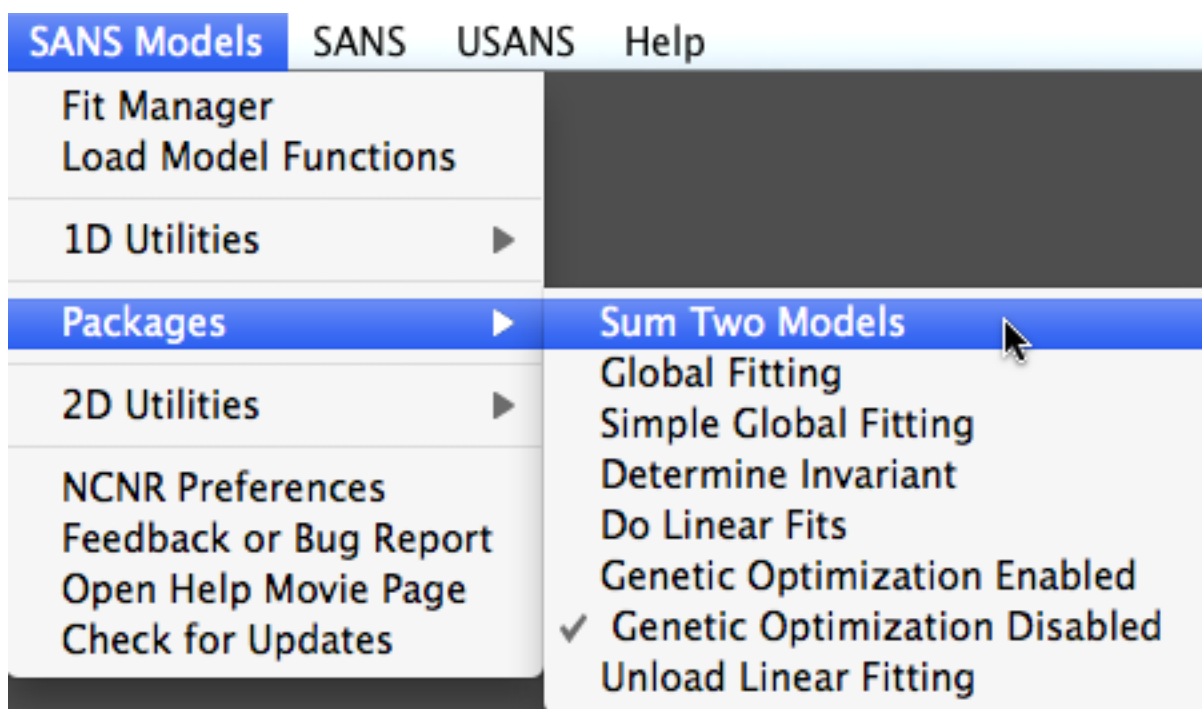 SANS Models SANS USANS Help
Fit Manager
Load Model Functions
1D Utilities
Packages
2D Utilities
NCNR Preferences
Feedback or Bug Report
Open Help Movie Page
Check for Updates
Sum Two Models
Global Fitting
Simple Global Fitting
Determine Invariant
Do Linear Fits
Genetic Optimization Enabled
✓ Genetic Optimization Disabled
Unload Linear Fitting